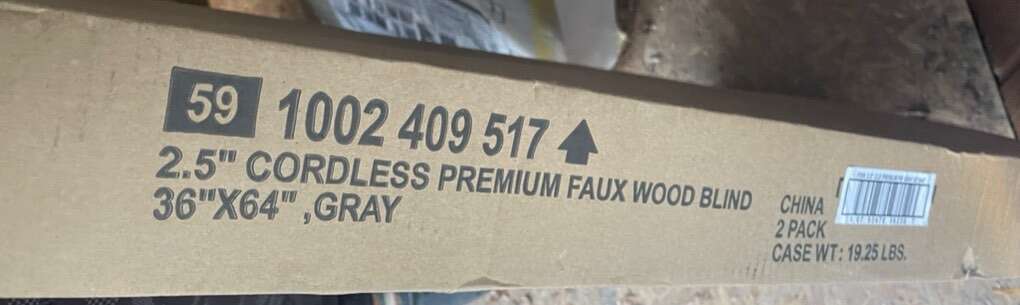 59 1002 409 517
2.5" CORDLESS PREMIUM FAUX WOOD BLIND
36"X64" ,GRAY
CHINA
2 PACK
CASE WT: 19.25 LBS.